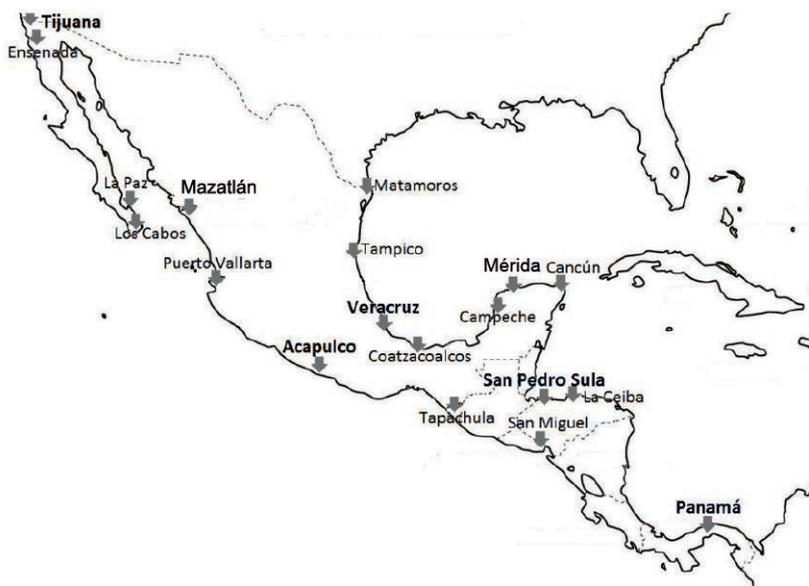 Tijuana
Ensenada
La Paz
Mazatlán
Matamoros
Los Cabos
Tampico
Puerto Vallarta
Mérida
Cancún
Veracruz
Campeche
Acapulco
Coatzacoalcos
San Pedro Sula
La Ceiba
Tapachula
San Miguel
Panamá